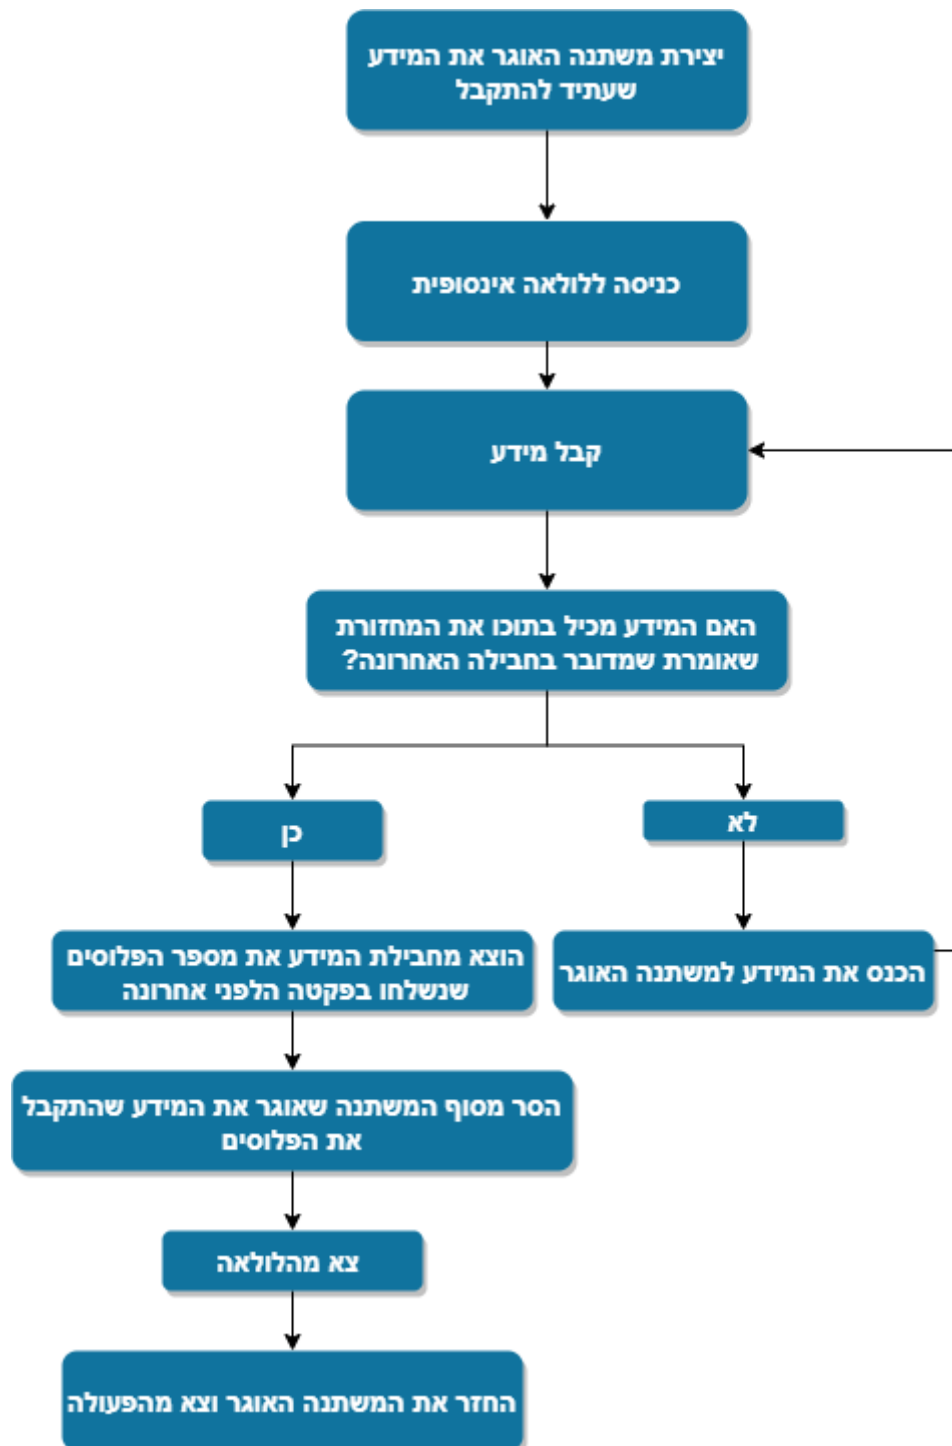 יצירת משתנה האוגר את המידע
שעתיד להתקבל
כניסה ללולאה אינסופית
קבל מידע
האם המידע מכיל בתוכו את המחזורת
שאומרת שמדובר בחבילה האחרונה?
כן
לא
הוצא מחבילת המידע את מספר הפלוסים
שנשלחו בפקטה הלפני אחרונה
הכנס את המידע למשתנה האוגר
הסר מסוף המשתנה שאוגר את המידע שהתקבל
את הפלוסים
צא מהלולאה
החזר את המשתנה האוגר וצא מהפעולה